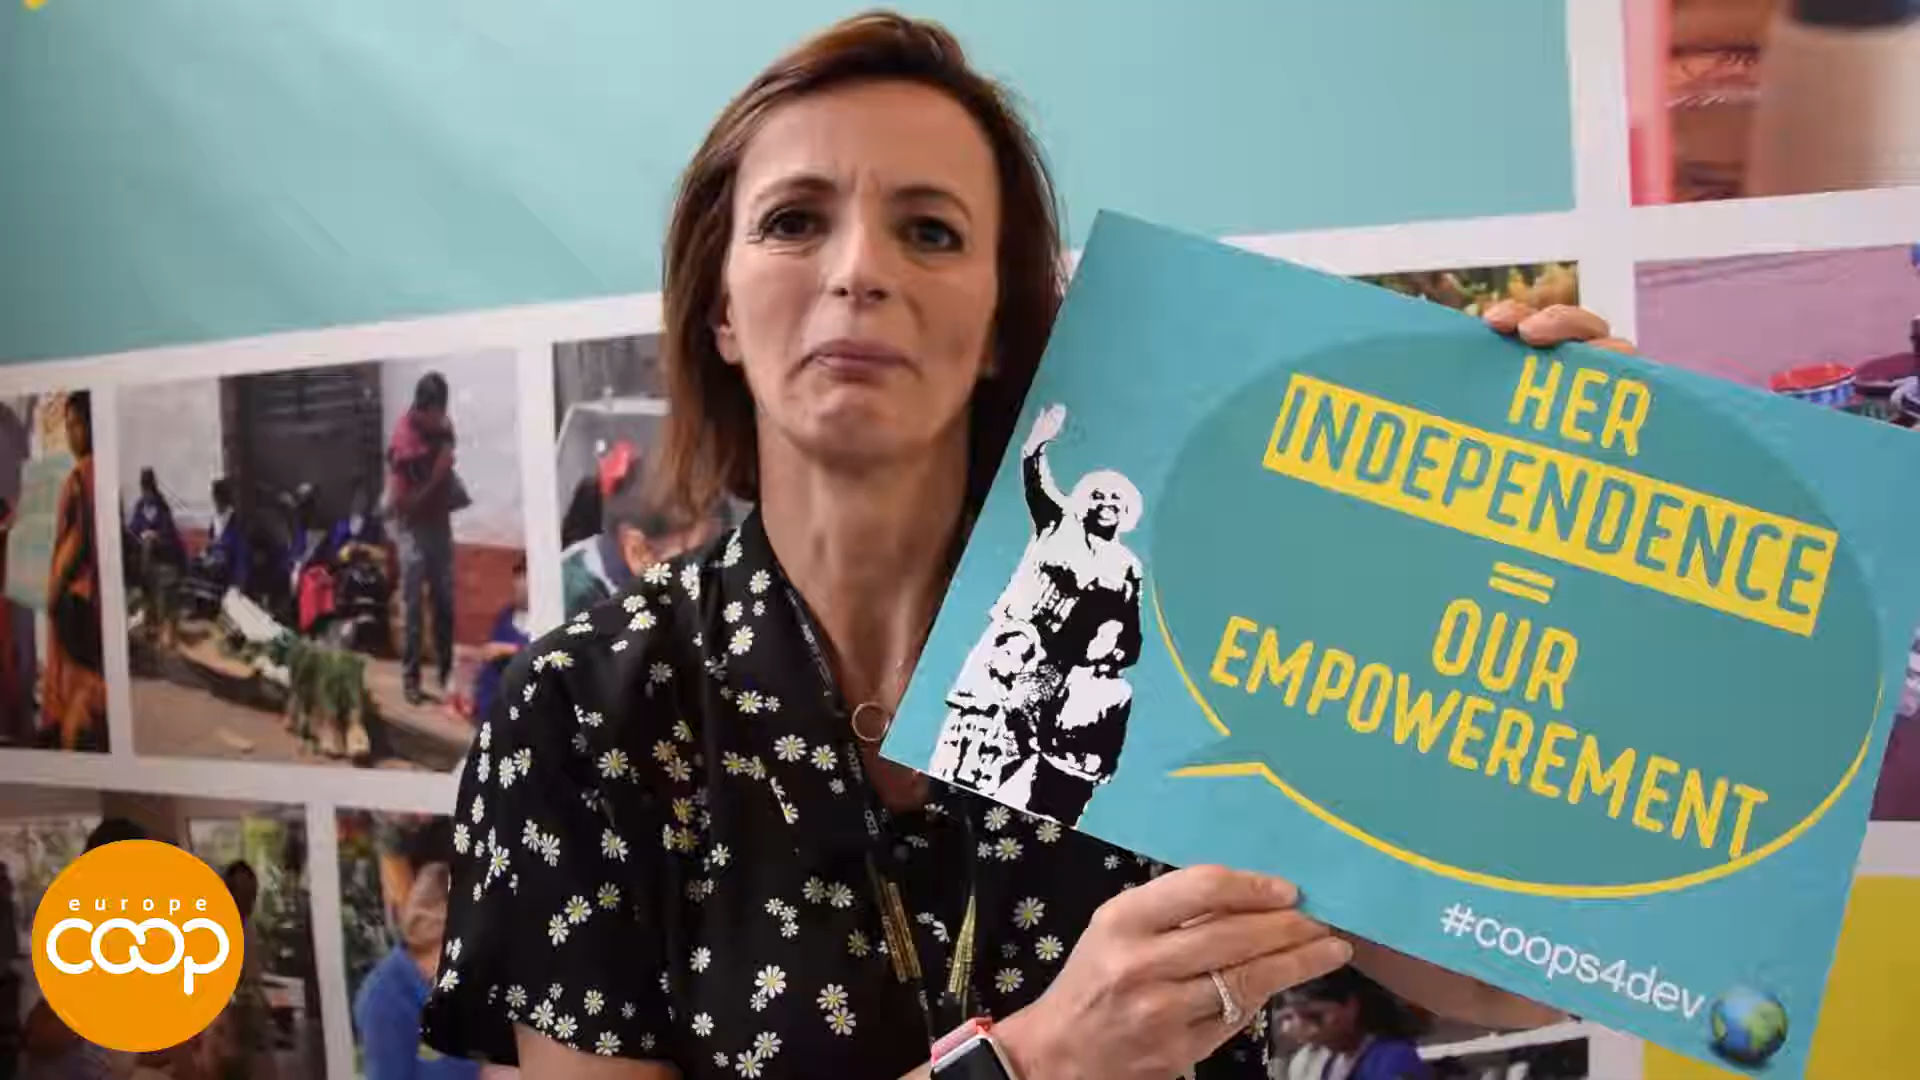 HER
INDEPENDENCE
=
OUR
EMPOWEREMENT
#coops4dev
europe
coop